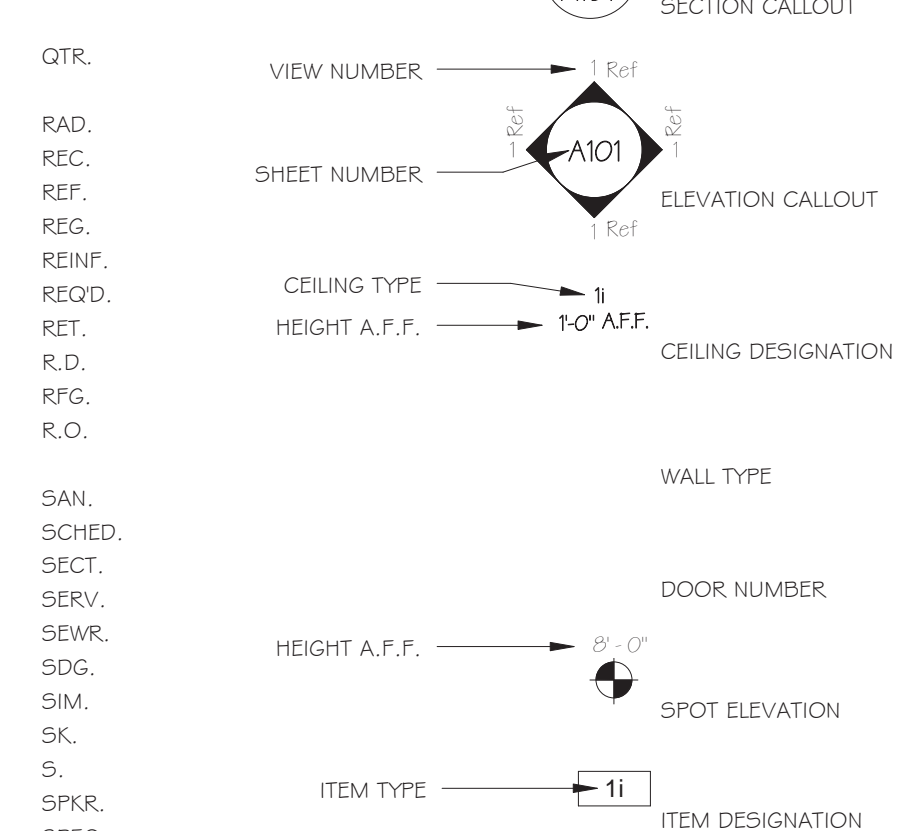 SECTION CALLOUT
QTR.
RAD.
REC.
REF.
REG.
REINF.
REQ'D.
RET.
R.D.
RFG.
R.O.
SAN.
SCHED.
SECT.
SERV.
SEWR.
SDG.
SIM.
SK.
S.
SPKR.
VIEW NUMBER
1 Ref
1 Ref
A101
1 Ref
1 Ref
SHEET NUMBER
ELEVATION CALLOUT
CEILING TYPE
1i
HEIGHT A.F.F.
1'-0" A.F.F.
CEILING DESIGNATION
WALL TYPE
DOOR NUMBER
HEIGHT A.F.F.
8' - 0"
SPOT ELEVATION
ITEM TYPE
1i
ITEM DESIGNATION